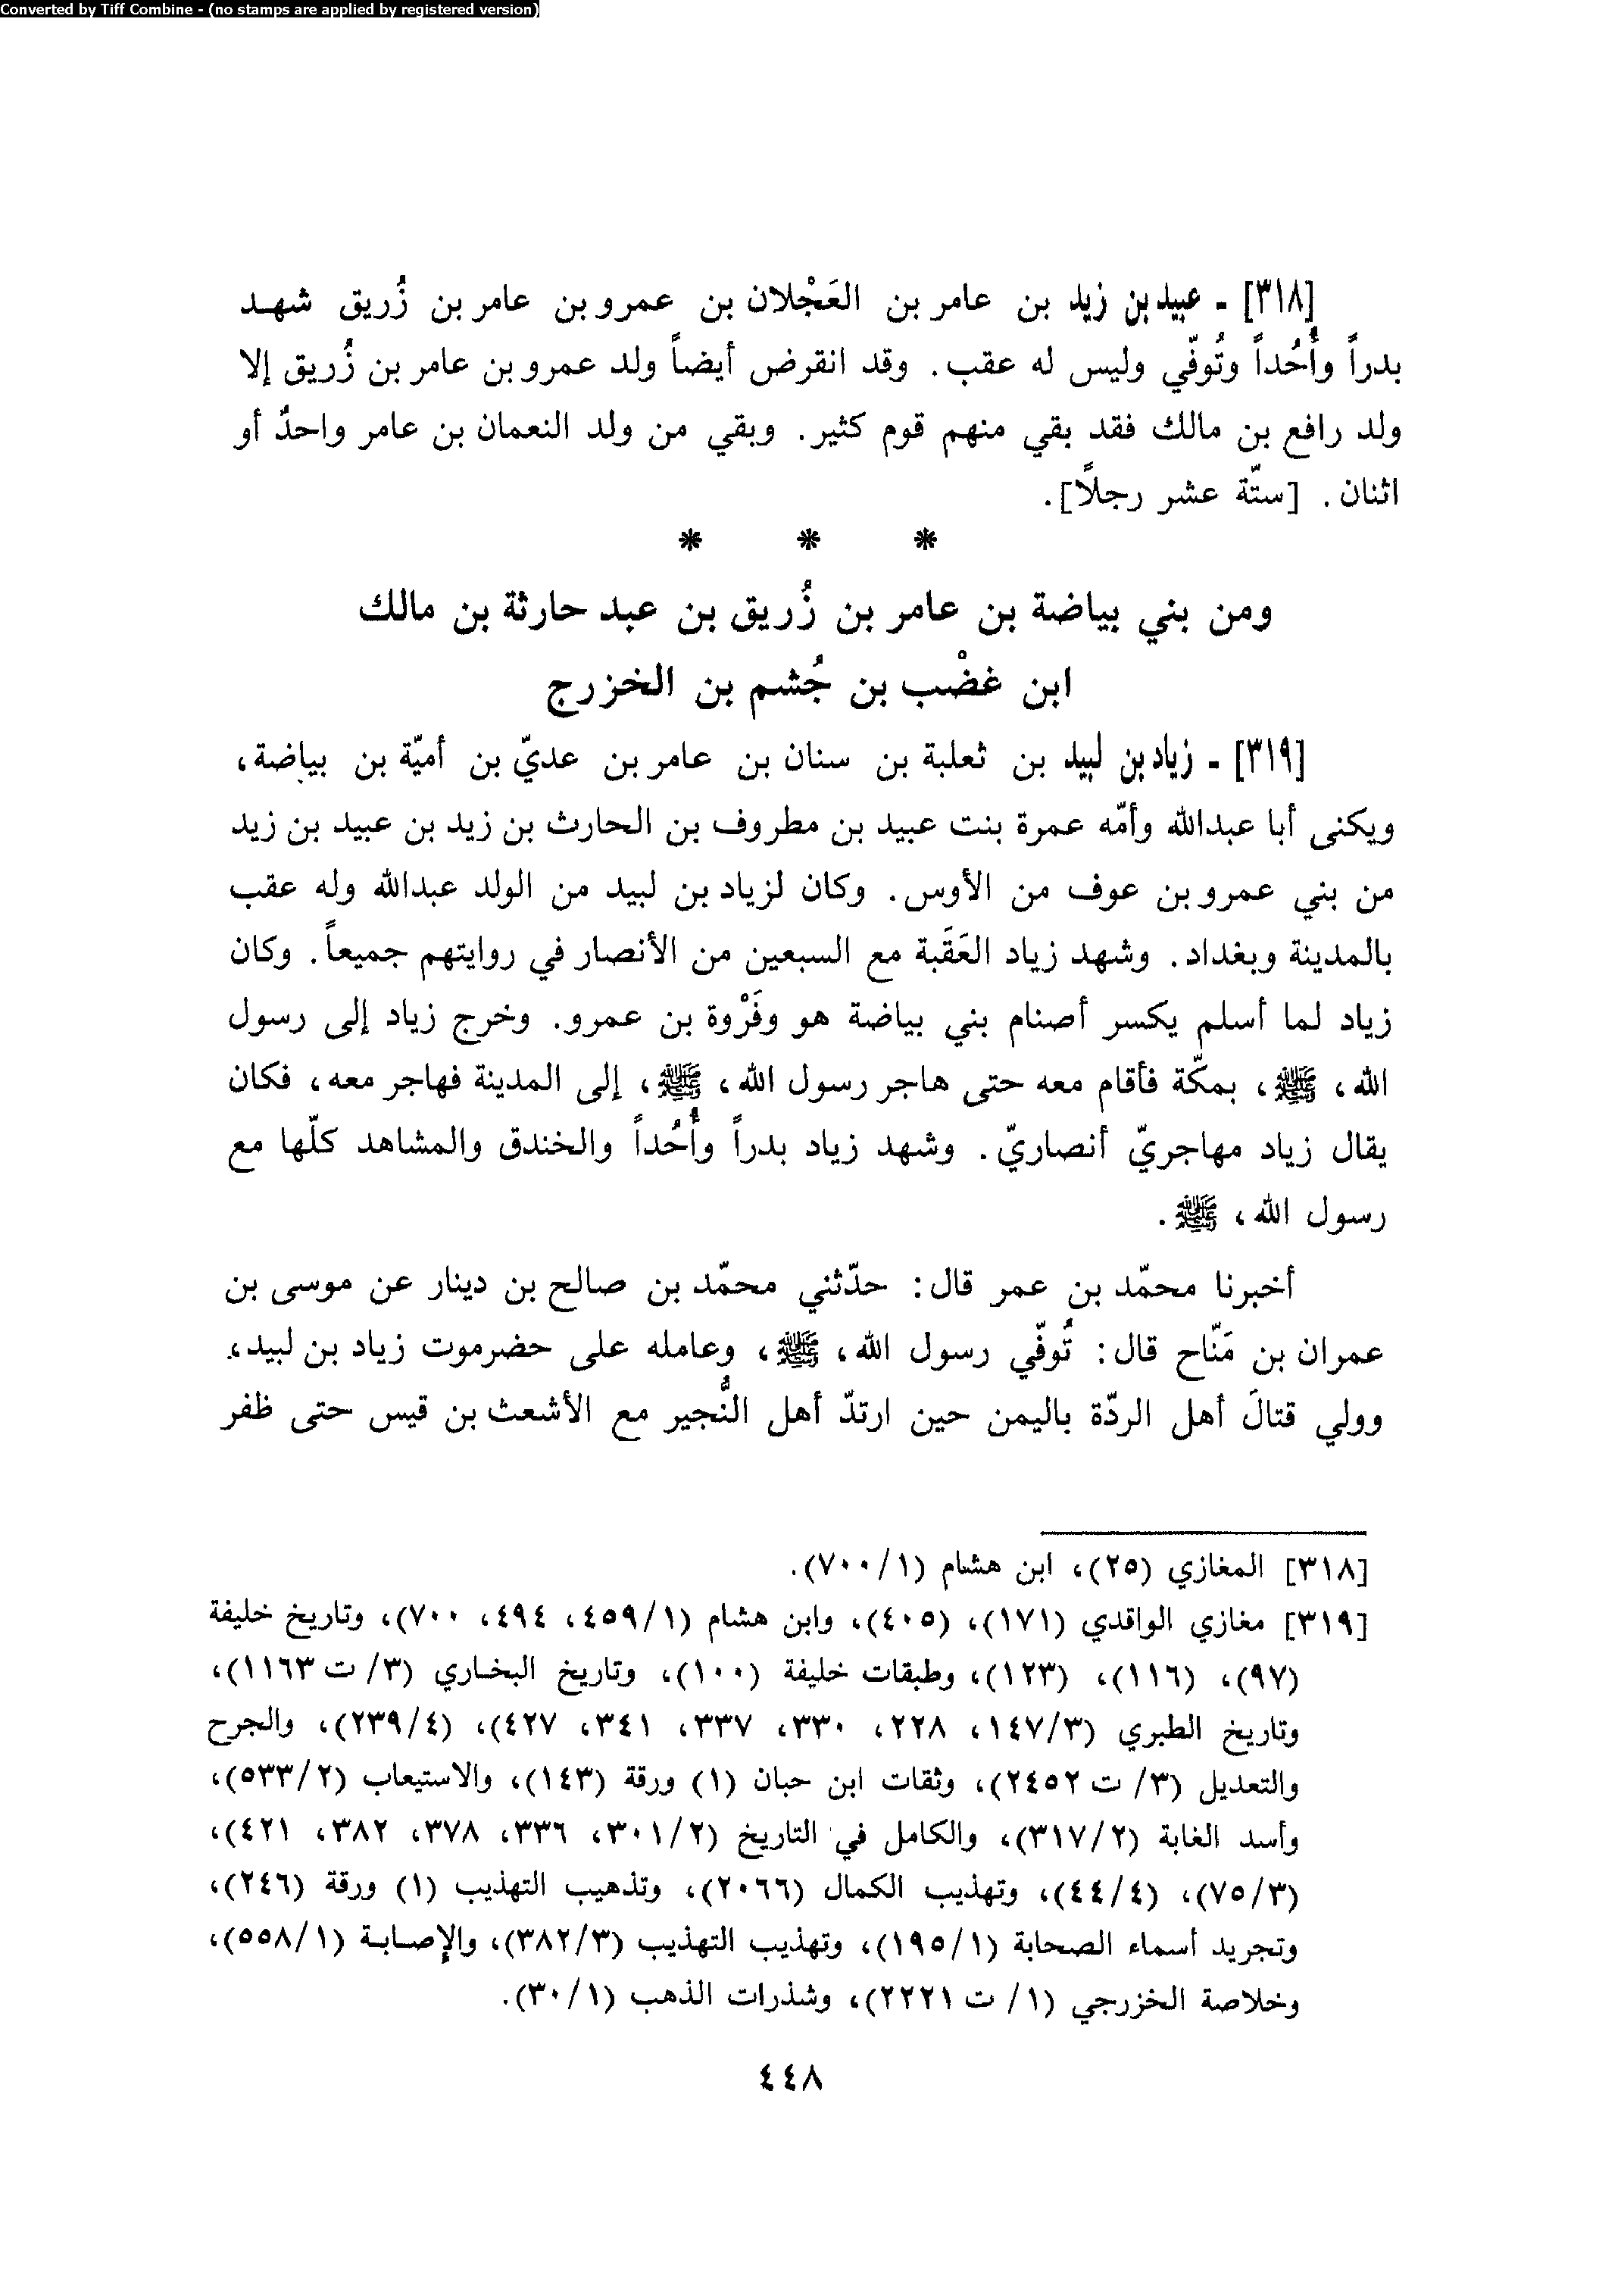 Converted by Tiff Combine - (no stamps are applied by registered version)
[٣١٨] - عبيد بن زيد بن عامر بن العَجْلان بن عمرو بن عامر بن زُريق شهد
بدراً وأُحُداً وتُوفّي وليس له عقب. وقد انقرض أيضاً ولد عمرو بن عامر بن زُريق إلا
ولد رافع بن مالك فقد بقي منهم قوم كثير. وبقي من ولد النعمان بن عامر واحدٌ أو
اثنان. [ستّة عشر رجلاً].
* * *
ومن بني بياضة بن عامر بن زُريق بن عبد حارثة بن مالك
ابن غضْب بن جُشم بن الخزرج
[٣١٩] - زياد بن لبيد بن ثعلبة بن سنان بن عامر بن عديّ بن أميّة بن بياضة،
ويكنى أبا عبدالله وأمّه عمرة بنت عبيد بن مطروف بن الحارث بن زيد بن عبيد بن زيد
من بني عمرو بن عوف من الأوس. وكان لزياد بن لبيد من الولد عبدالله وله عقب
بالمدينة وبغداد. وشهد زياد العَقَبة مع السبعين من الأنصار في روايتهم جميعاً. وكان
زياد لما أسلم يكسر أصنام بني بياضة هو وفَرْوة بن عمرو. وخرج زياد إلى رسول
الله، ﷺ، بمكّة فأقام معه حتى هاجر رسول الله، ﷺ، إلى المدينة فهاجر معه، فكان
يقال زياد مهاجريّ أنصاريّ. وشهد زياد بدراً وأُحُداً والخندق والمشاهد كلّها مع
رسول الله، ﷺ.
أخبرنا محمّد بن عمر قال: حدّثني محمّد بن صالح بن دينار عن موسى بن
عمران بن مَنّاح قال: تُوفّي رسول الله، ﷺ، وعامله على حضرموت زياد بن لبيد،
وولي قتالَ أهل الردّة باليمن حين ارتدّ أهل النُّجير مع الأشعث بن قيس حتى ظفر
[٣١٨] المغازي (٢٥)، ابن هشام (١/ ٧٠٠).
[٣١٩] مغازي الواقدي (١٧١)، (٤٠٥)، وابن هشام (١/ ٤٥٩، ٤٩٤، ٧٠٠)، وتاريخ خليفة
(٩٧)، (١١٦)، (١٢٣)، وطبقات خليفة (١٠٠)، وتاريخ البخاري (٣/ ت ١١٦٣)،
وتاريخ الطبري (٣/ ١٤٧، ٢٢٨، ٣٣٠، ٣٣٧، ٣٤١، ٤٢٧)، (٤/ ٢٣٩)، والجرح
والتعديل (٣/ ت ٢٤٥٢)، وثقات ابن حبان (١) ورقة (١٤٣)، والاستيعاب (٢/ ٥٣٣)،
وأسد الغابة (٢/ ٣١٧)، والكامل في التاريخ (٢/ ٣٠١، ٣٣٦، ٣٧٨، ٣٨٢، ٤٢١)،
(٣/ ٧٥)، (٤/ ٤٤)، وتهذيب الكمال (٢٠٦٦)، وتذهيب التهذيب (١) ورقة (٢٤٦)،
وتجريد أسماء الصحابة (١/ ١٩٥)، وتهذيب التهذيب (٣/ ٣٨٢)، والإصابة (١/ ٥٥٨)،
وخلاصة الخزرجي (١/ ت ٢٢٢١)، وشذرات الذهب (١/ ٣٠).
٤٤٨